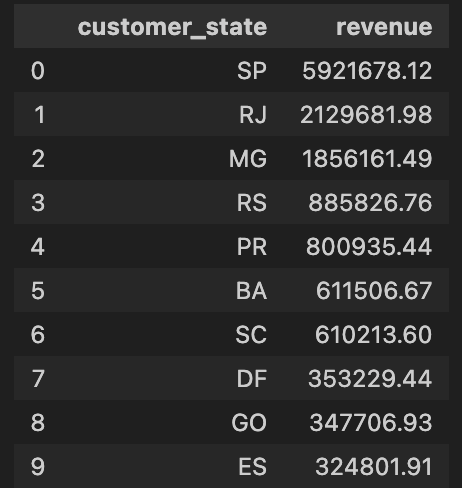 customer_state revenue
0 SP 5921678.12
1 RJ 2129681.98
2 MG 1856161.49
3 RS 885826.76
4 PR 800935.44
5 BA 611506.67
6 SC 610213.60
7 DF 353229.44
8 GO 347706.93
9 ES 324801.91